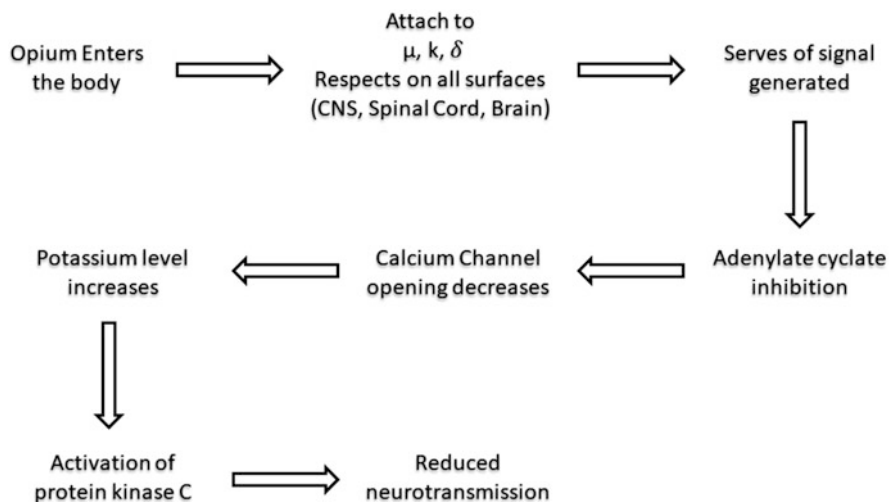 Opium Enters
the body
Attach to
μ, k, δ
Respects on all surfaces
(CNS, Spinal Cord, Brain)
Serves of signal
generated
Adenylate cyclate
inhibition
Calcium Channel
opening decreases
Potassium level
increases
Activation of
protein kinase C
Reduced
neurotransmission